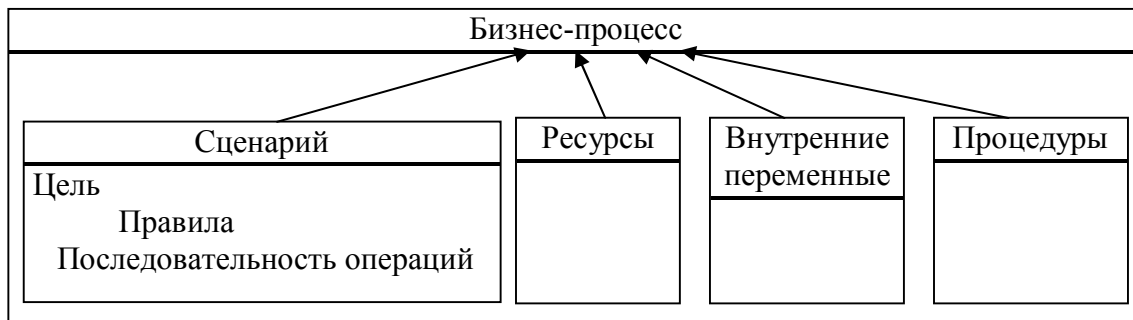 Бизнес-процесс
Сценарий
Цель
Правила
Последовательность операций
Ресурсы
Внутренние
переменные
Процедуры